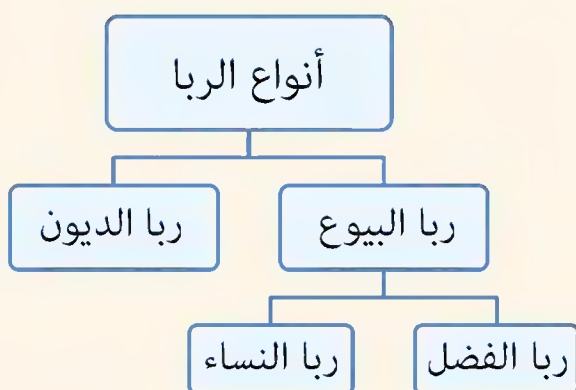 أنواع الربا
ربا البيوع
ربا الديون
ربا الفضل
ربا النساء